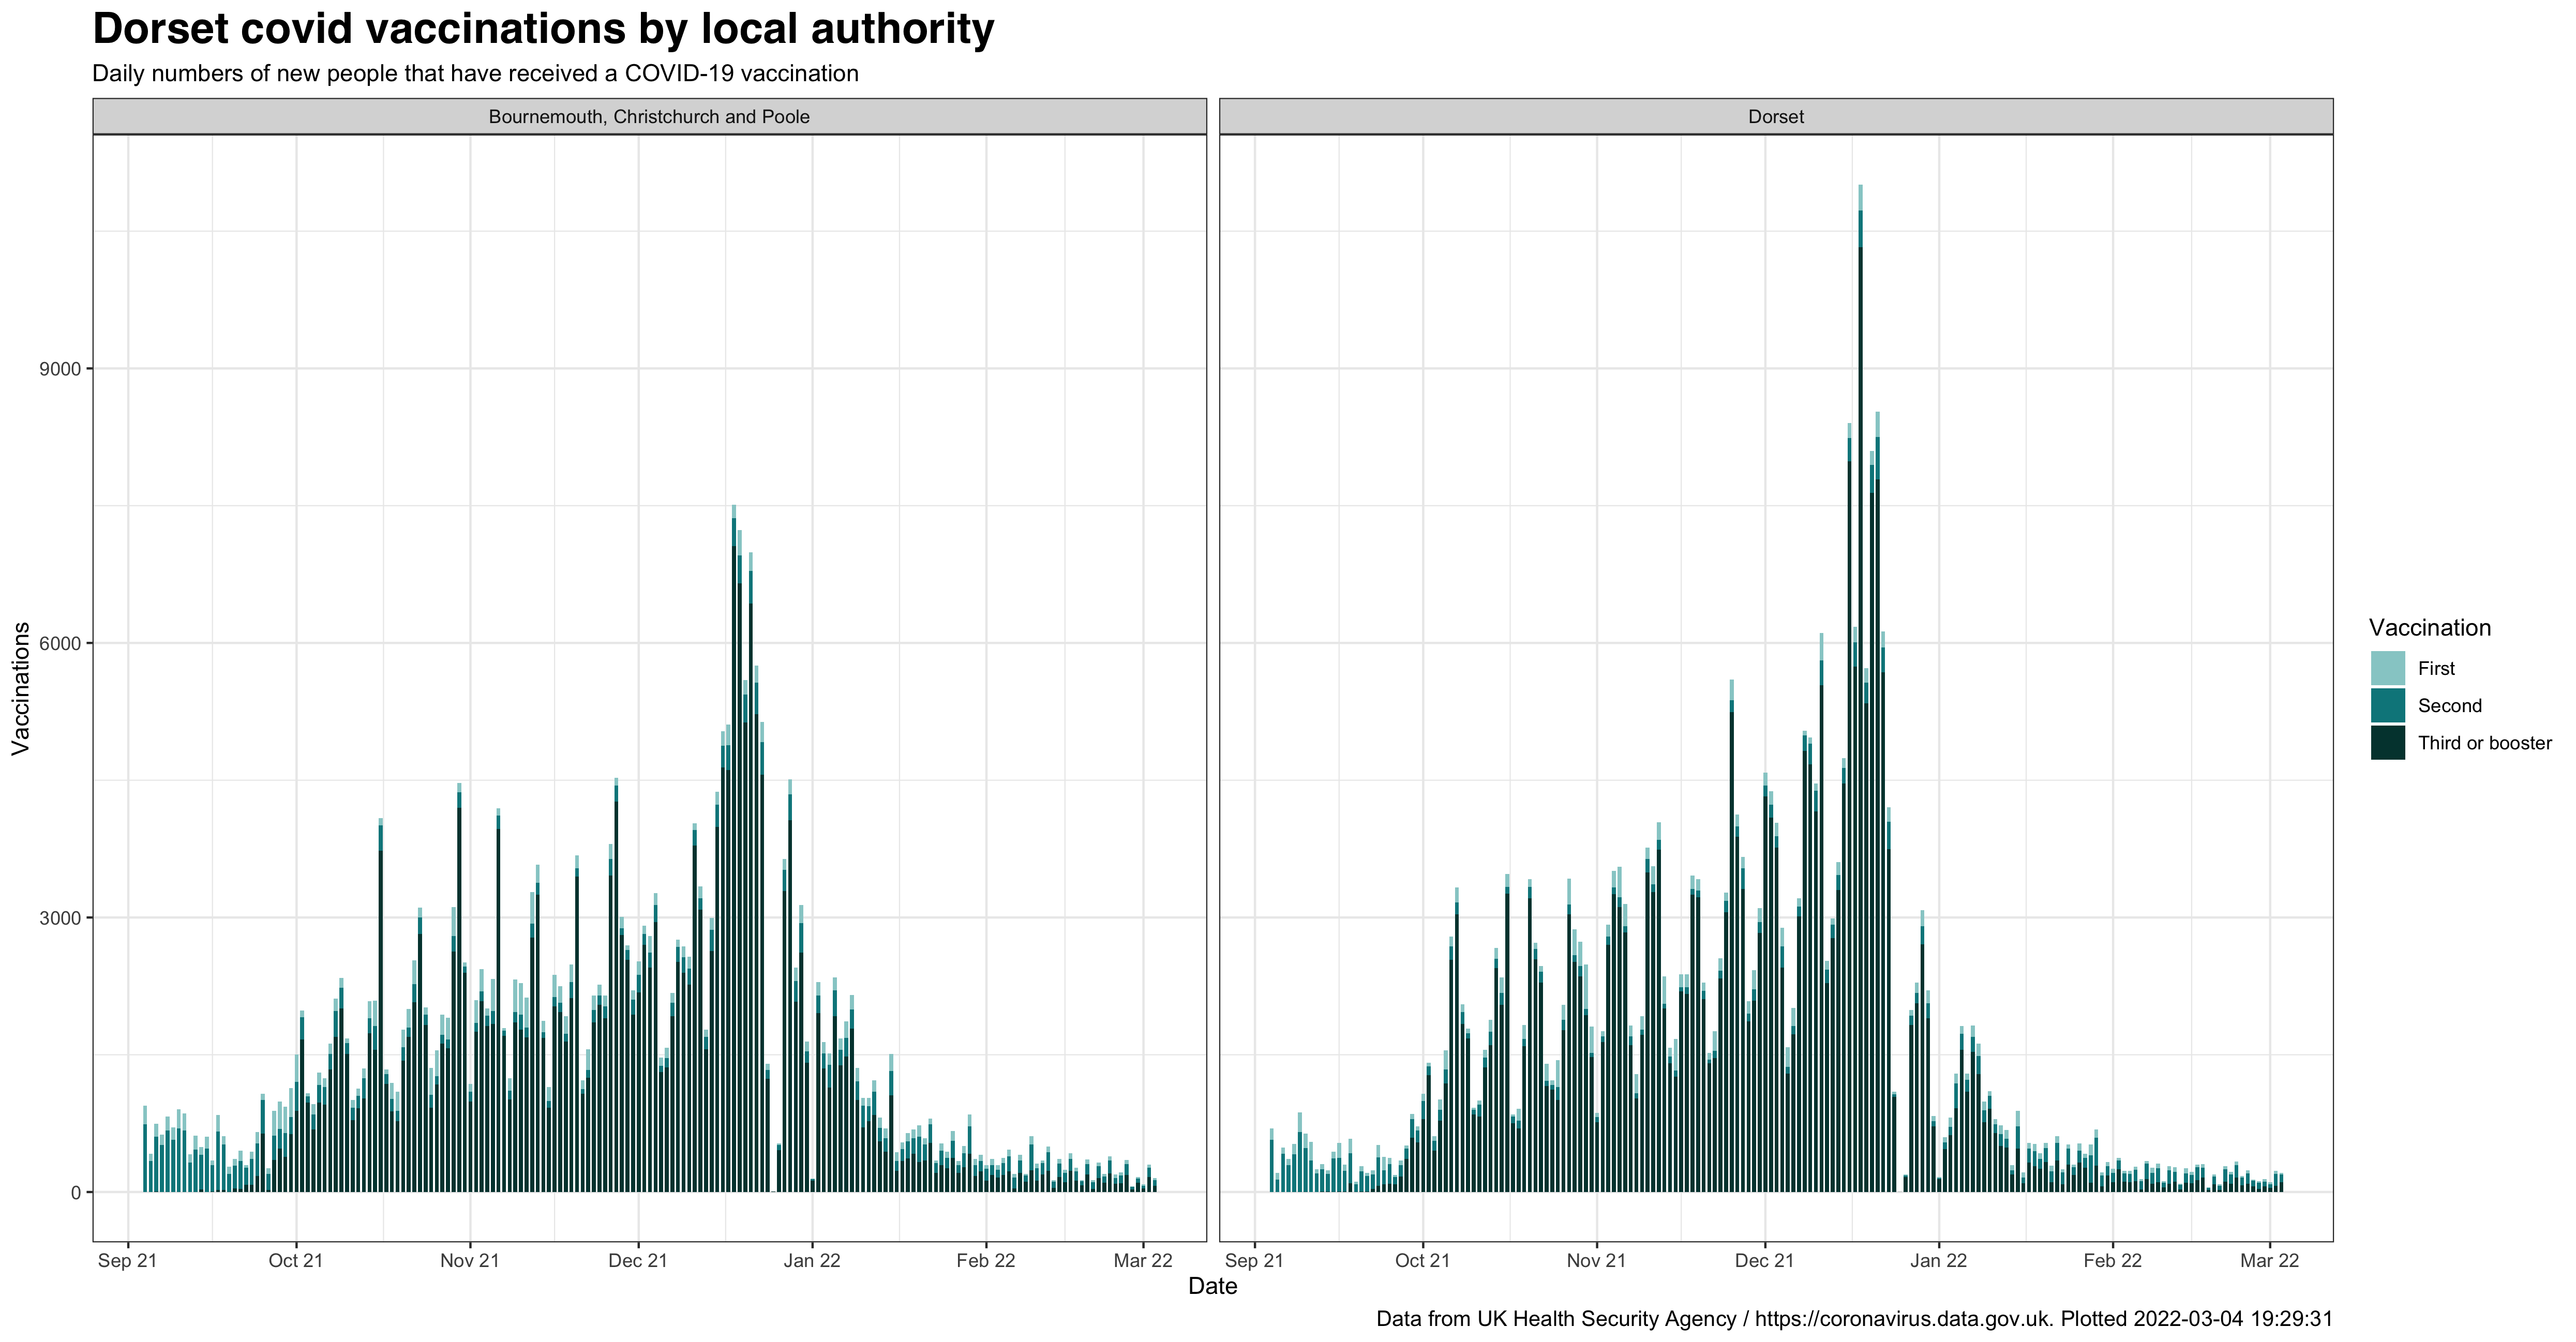 Dorset covid vaccinations by local authority
Daily numbers of new people that have received a COVID-19 vaccination
Bournemouth, Christchurch and Poole
Dorset
Vaccinations
9000
6000
3000
0
Sep 21
Oct 21
Nov 21
Dec 21
Jan 22
Feb 22
Mar 22
Sep 21
Oct 21
Nov 21
Dec 21
Jan 22
Feb 22
Mar 22
Date
Vaccination
First
Second
Third or booster
Data from UK Health Security Agency / https://coronavirus.data.gov.uk. Plotted 2022-03-04 19:29:31